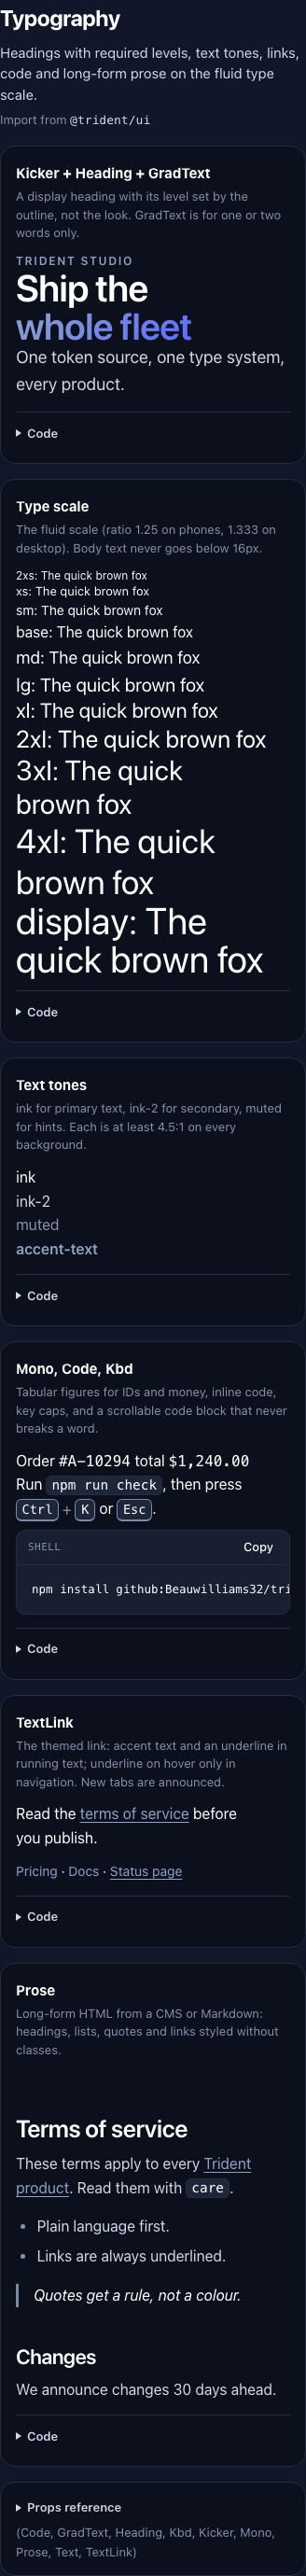 Typography
Headings with required levels, text tones, links,
code and long-form prose on the fluid type
scale.
Import from @trident/ui
Kicker + Heading + GradText
A display heading with its level set by the
outline, not the look. GradText is for one or two
words only.
TRIDENT STUDIO
Ship the
whole fleet
One token source, one type system,
every product.
Code
Type scale
The fluid scale (ratio 1.25 on phones, 1.333 on
desktop). Body text never goes below 16px.
2xs: The quick brown fox
xs: The quick brown fox
sm: The quick brown fox
base: The quick brown fox
md: The quick brown fox
lg: The quick brown fox
xl: The quick brown fox
2xl: The quick brown fox
3xl: The quick
brown fox
4xl: The quick
brown fox
display: The
quick brown fox
Code
Text tones
ink for primary text, ink-2 for secondary, muted
for hints. Each is at least 4.5:1 on every
background.
ink
ink-2
muted
accent-text
Code
Mono, Code, Kbd
Tabular figures for IDs and money, inline code,
key caps, and a scrollable code block that never
breaks a word.
Order #A-10294 total $1,240.00
Run npm run check, then press
Ctrl + K or Esc.
SHELL Copy
npm install github:Beauwilliams32/tri
Code
TextLink
The themed link: accent text and an underline in
running text; underline on hover only in
navigation. New tabs are announced.
Read the terms of service before
you publish.
Pricing · Docs · Status page
Code
Prose
Long-form HTML from a CMS or Markdown:
headings, lists, quotes and links styled without
classes.
Terms of service
These terms apply to every Trident
product. Read them with care.
• Plain language first.
• Links are always underlined.
Quotes get a rule, not a colour.
Changes
We announce changes 30 days ahead.
Code
Props reference
(Code, GradText, Heading, Kbd, Kicker, Mono,
Prose, Text, TextLink)